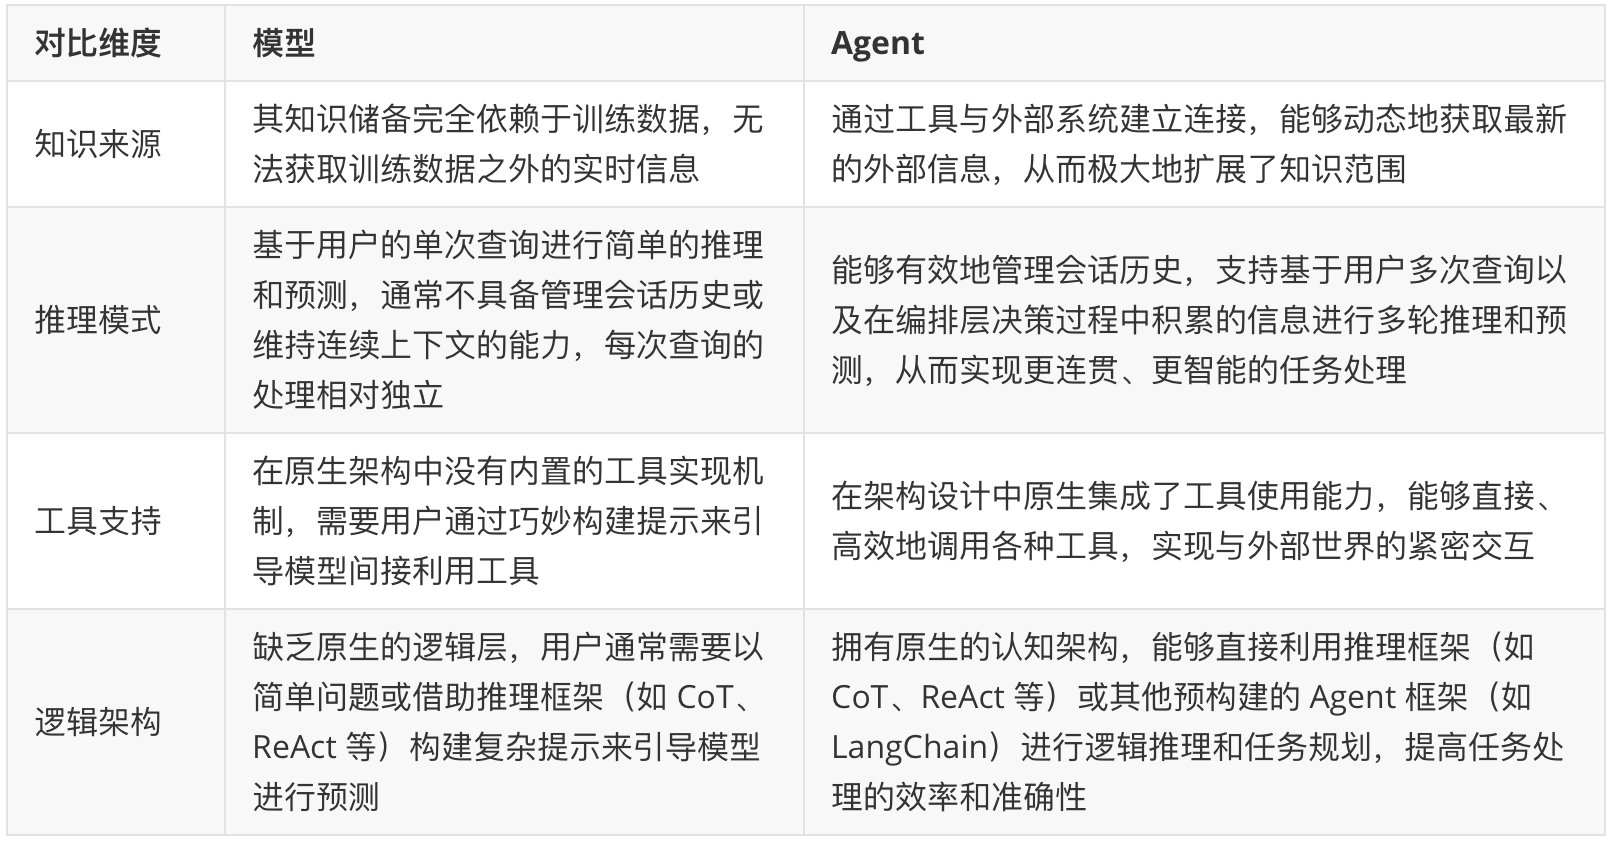 对比维度
模型
Agent
知识来源
其知识储备完全依赖于训练数据，无
法获取训练数据之外的实时信息
通过工具与外部系统建立连接，能够动态地获取最新
的外部信息，从而极大地扩展了知识范围
推理模式
基于用户的单次查询进行简单的推理
和预测，通常不具备管理会话历史或
维持连续上下文的能力，每次查询的
处理相对独立
能够有效地管理会话历史，支持基于用户多次查询以
及在编排层决策过程中积累的信息进行多轮推理和预
测，从而实现更连贯、更智能的任务处理
工具支持
在原生架构中没有内置的工具实现机
制，需要用户通过巧妙构建提示来引
导模型间接利用工具
在架构设计中原生集成了工具使用能力，能够直接、
高效地调用各种工具，实现与外部世界的紧密交互
逻辑架构
缺乏原生的逻辑层，用户通常需要以
简单问题或借助推理框架（如 CoT、
ReAct 等）构建复杂提示来引导模型
进行预测
拥有原生的认知架构，能够直接利用推理框架（如
CoT、ReAct 等）或其他预构建的 Agent 框架（如
LangChain）进行逻辑推理和任务规划，提高任务处
理的效率和准确性